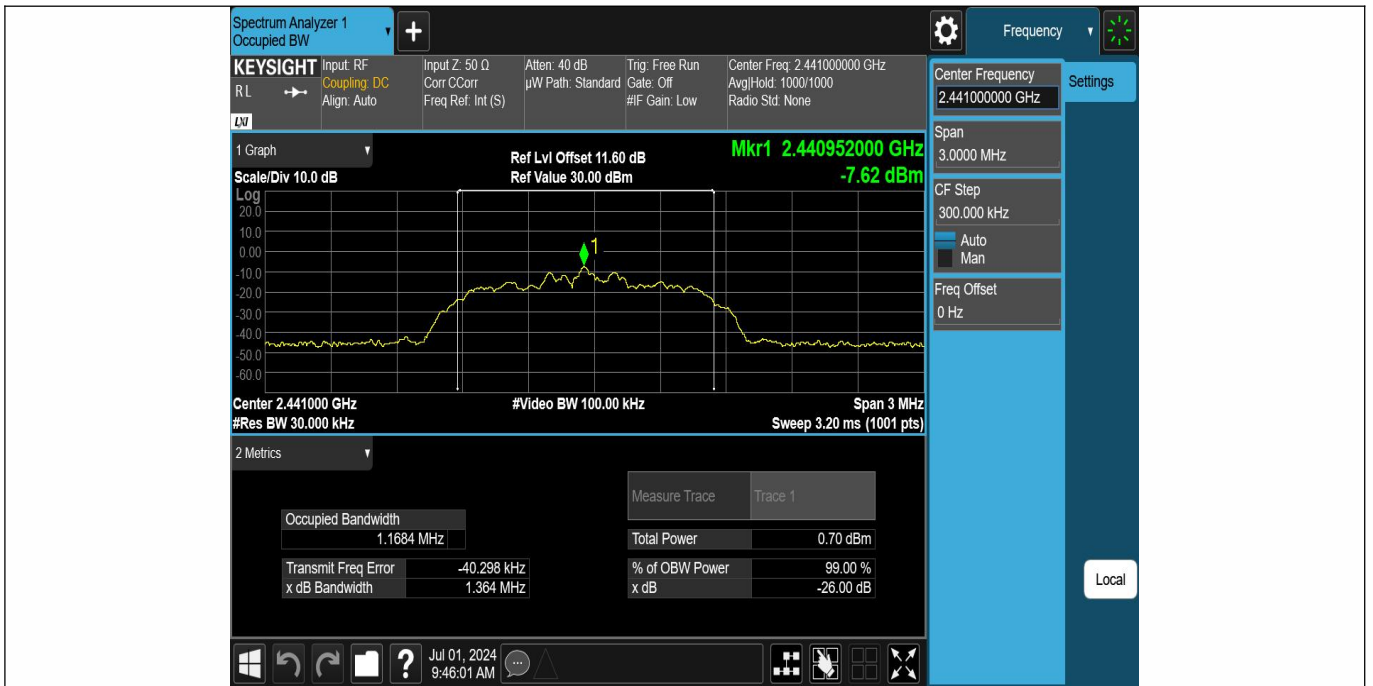 Spectrum Analyzer 1
Occupied BW
Frequency
KEYSIGHT
RL
LXI
Input: RF
Coupling: DC
Align: Auto
Input Z: 50 Ω
Corr CCorr
Freq Ref: Int (S)
Atten: 40 dB
µW Path: Standard
Trig: Free Run
Gate: Off
#IF Gain: Low
Center Freq: 2.441000000 GHz
Avg|Hold: 1000/1000
Radio Std: None
Center Frequency
2.441000000 GHz
Settings
Span
3.0000 MHz
CF Step
300.000 kHz
Auto
Man
Freq Offset
0 Hz
Local
1 Graph
Scale/Div 10.0 dB
Ref Lvl Offset 11.60 dB
Ref Value 30.00 dBm
Mkr1 2.440952000 GHz
-7.62 dBm
Log
20.0
10.0
0.00
-10.0
-20.0
-30.0
-40.0
-50.0
-60.0
1
Center 2.441000 GHz
#Video BW 100.00 kHz
Span 3 MHz
#Res BW 30.000 kHz
Sweep 3.20 ms (1001 pts)
2 Metrics
Measure Trace
Trace 1
Occupied Bandwidth
1.1684 MHz
Total Power
0.70 dBm
Transmit Freq Error
-40.298 kHz
% of OBW Power
99.00 %
x dB Bandwidth
1.364 MHz
x dB
-26.00 dB
?
Jul 01, 2024
9:46:01 AM